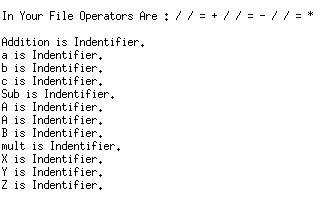 In Your File Operators Are : / / = + / / = - / / = *
Addition is Indentifier.
a is Indentifier.
b is Indentifier.
c is Indentifier.
Sub is Indentifier.
A is Indentifier.
A is Indentifier.
B is Indentifier.
mult is Indentifier.
X is Indentifier.
Y is Indentifier.
Z is Indentifier.